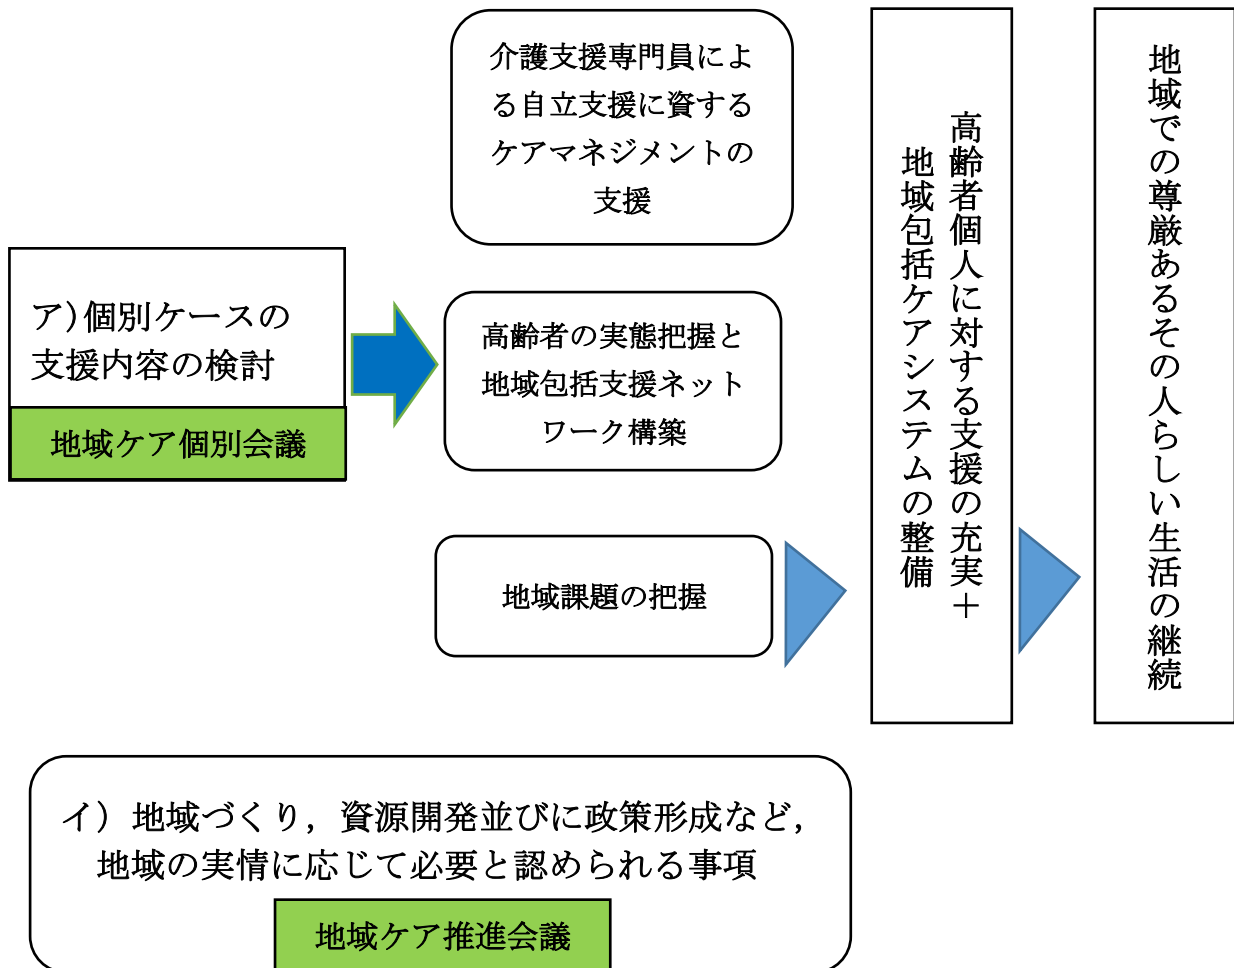 介護支援専門員によ
る自立支援に資する
ケアマネジメントの
支援
ア)個別ケースの
支援内容の検討
地域ケア個別会議
高齢者の実態把握と
地域包括支援ネット
ワーク構築
地域課題の把握
高齢者個人に対する支援の充実＋
地域包括ケアシステムの整備
地域での尊厳あるその人らしい生活の継続
イ）地域づくり，資源開発並びに政策形成など，
地域の実情に応じて必要と認められる事項
地域ケア推進会議